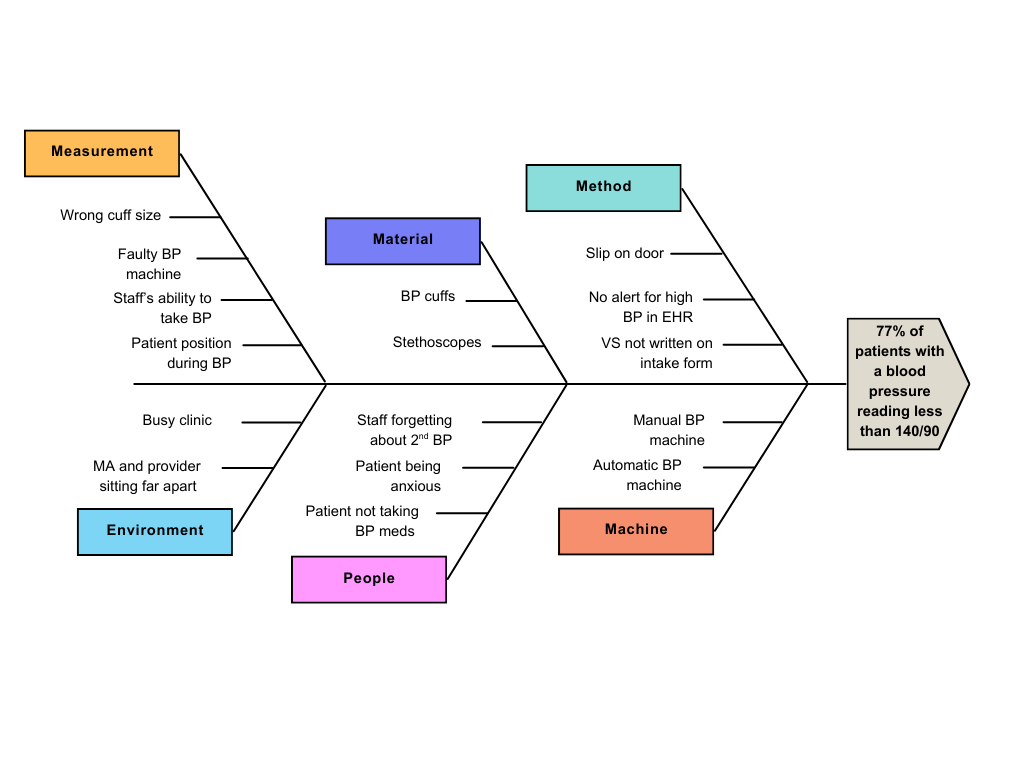 Measurement
Wrong cuff size
Faulty BP
machine
Staff's ability to
take BP
Patient position
during BP
Material
BP cuffs
Stethoscopes
Method
Slip on door
No alert for high
BP in EHR
VS not written on
intake form
77% of
patients with
a blood
pressure
reading less
than 140/90
Busy clinic
MA and provider
sitting far apart
Environment
Staff forgetting
about 2nd BP
Patient being
anxious
Patient not taking
BP meds
People
Manual BP
machine
Automatic BP
machine
Machine